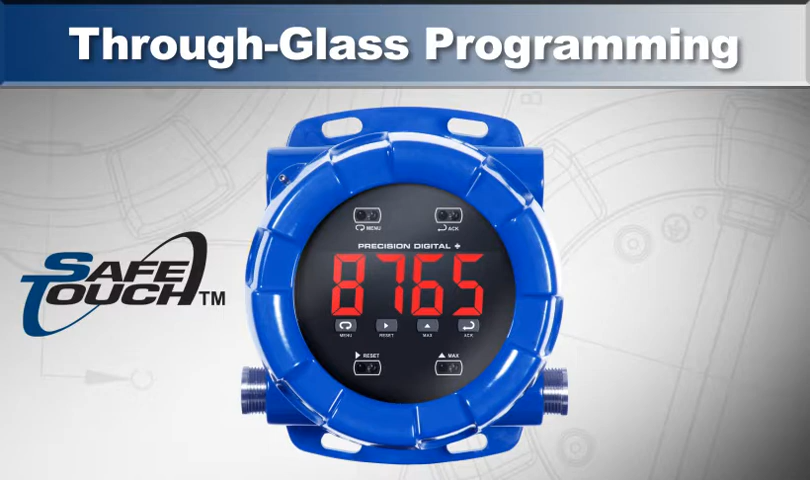 Through-Glass Programming
MENU
ACK
PRECISION DIGITAL
8765
MENU RESET MAX ACK
RESET
MAX
SAFE
TOUCH™